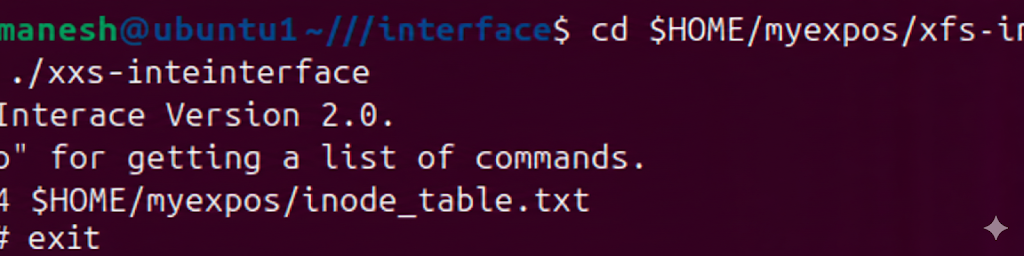 manesh@ubuntu1~///interface$ cd $HOME/myexpos/xfs-in
./xxs-inteinterface
Interace Version 2.0.
" for getting a list of commands.
4 $HOME/myexpos/inode_table.txt
# exit